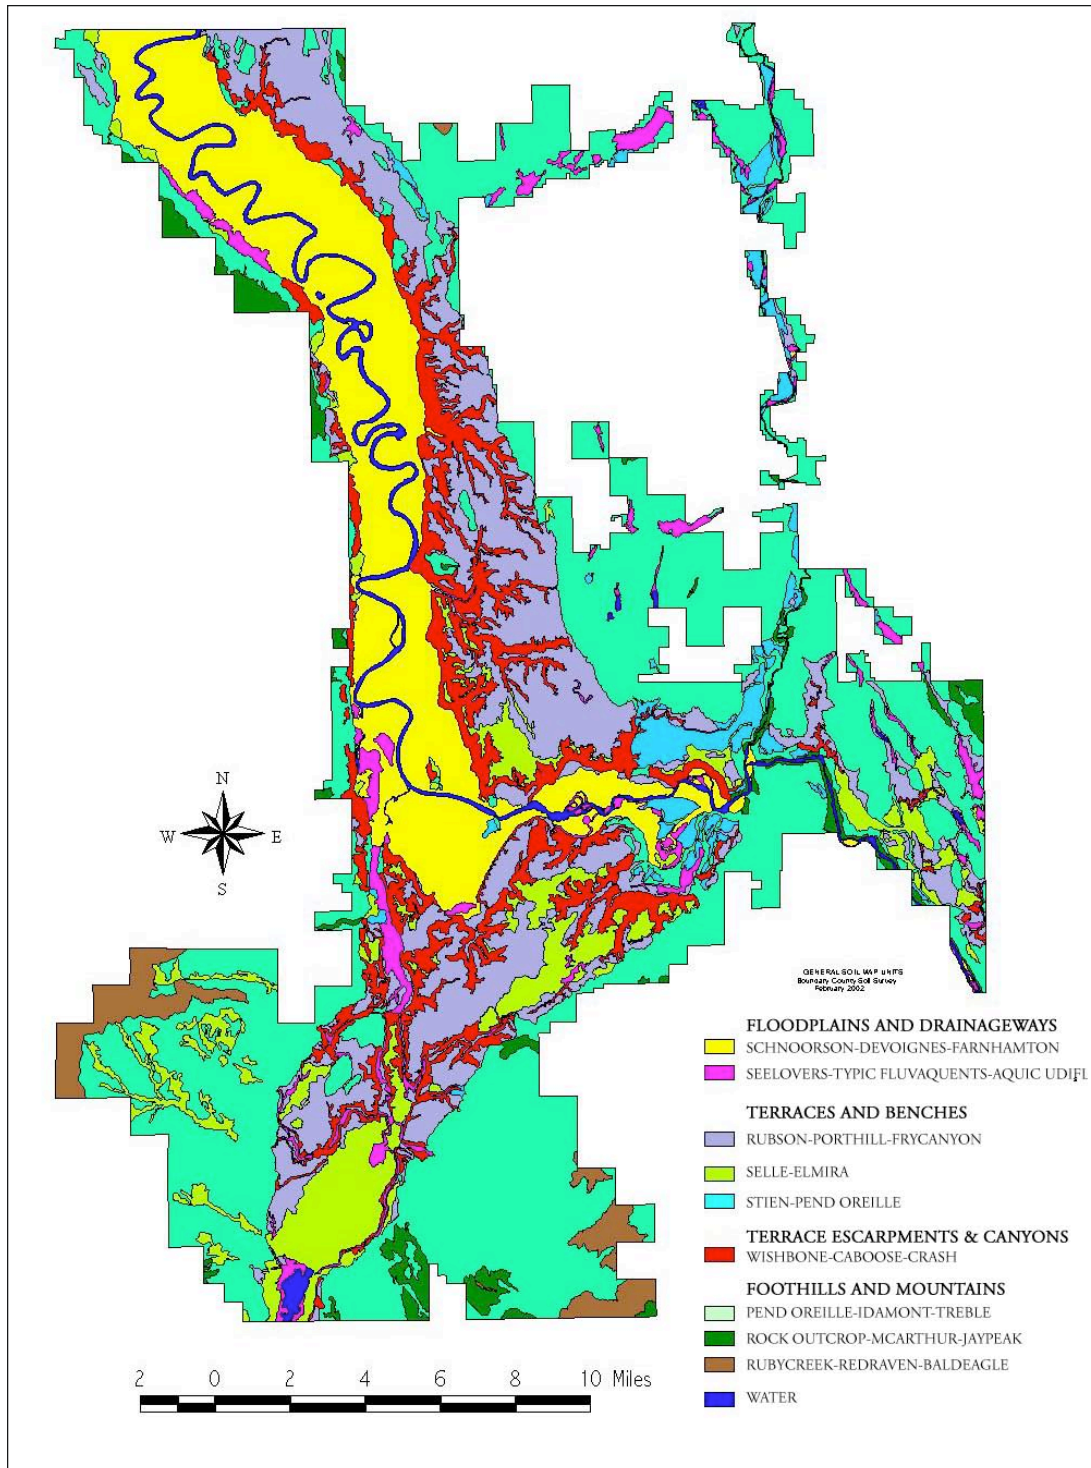 N
W E
S
GENERAL SOIL MAP UNITS
Boundary County Soil Survey
February 2002
FLOODPLAINS AND DRAINAGEWAYS
SCHNOORSON-DEVOIGNES-FARNHAMTON
SEELOVERS-TYPIC FLUVAQUENTS-AQUIC UDIFL
TERRACES AND BENCHES
RUBSON-PORTHILL-FRYCANYON
SELLE-ELMIRA
STIEN-PEND OREILLE
TERRACE ESCARPMENTS & CANYONS
WISHBONE-CABOOSE-CRASH
FOOTHILLS AND MOUNTAINS
PEND OREILLE-IDAMONT-TREBLE
ROCK OUTCROP-MCARTHUR-JAYPEAK
RUBYCREEK-REDRAVEN-BALDEAGLE
WATER
2 0 2 4 6 8 10 Miles